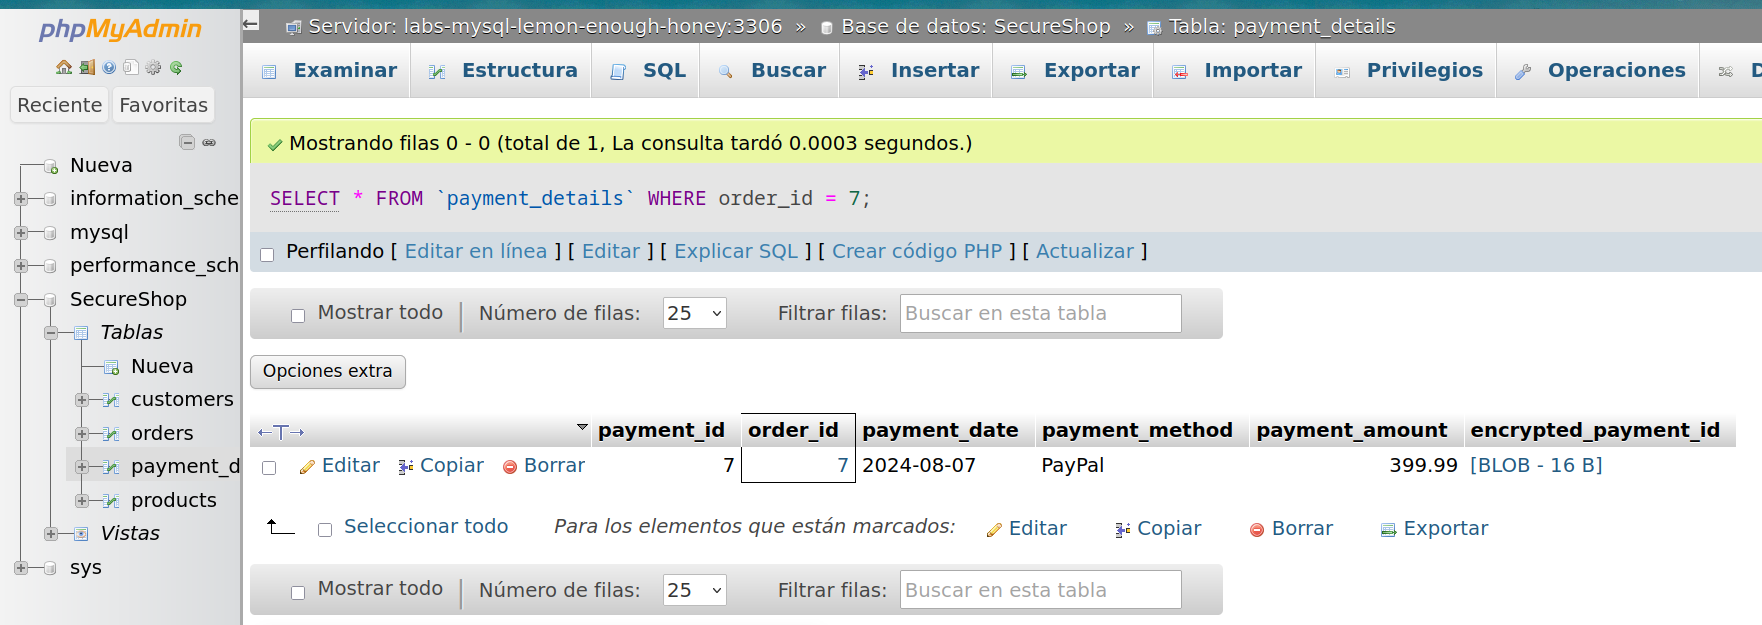 phpMyAdmin
Reciente Favoritas
Nueva
information_sche
mysql
performance_sch
SecureShop
Tablas
Nueva
customers
orders
payment_d
products
Vistas
sys
Servidor: labs-mysql-lemon-enough-honey:3306 » Base de datos: SecureShop » Tabla: payment_details
Examinar Estructura SQL Buscar Insertar Exportar Importar Privilegios Operaciones D
Mostrando filas 0 - 0 (total de 1, La consulta tardó 0.0003 segundos.)
SELECT * FROM `payment_details` WHERE order_id = 7;
Perfilando [ Editar en línea ] [ Editar ] [ Explicar SQL ] [ Crear código PHP ] [ Actualizar ]
Mostrar todo | Número de filas: 25 Filtrar filas: Buscar en esta tabla
Opciones extra
←T→ payment_id order_id payment_date payment_method payment_amount encrypted_payment_id
Editar Copiar Borrar 7 7 2024-08-07 PayPal 399.99 [BLOB - 16 B]
Seleccionar todo Para los elementos que están marcados: Editar Copiar Borrar Exportar
Mostrar todo | Número de filas: 25 Filtrar filas: Buscar en esta tabla